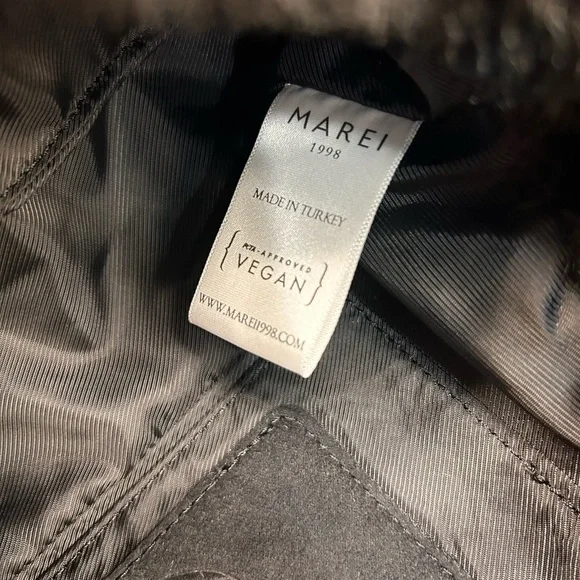 MAREI
1998
MADE IN TURKEY
PETA-APPROVED
VEGAN
WWW.MAREI1998.COM